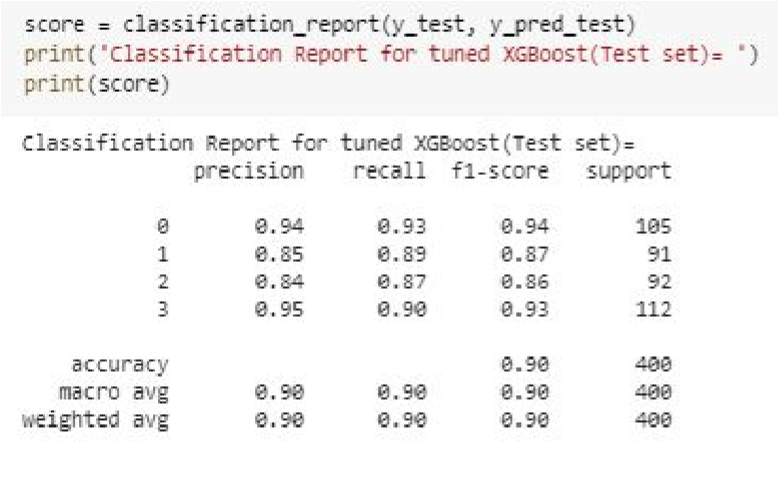 score = classification_report(y_test, y_pred_test)
print('Classification Report for tuned XGBoost(Test set)= ')
print(score)
Classification Report for tuned XGBoost(Test set)=
precision recall f1-score support
0 0.94 0.93 0.94 105
1 0.85 0.89 0.87 91
2 0.84 0.87 0.86 92
3 0.95 0.90 0.93 112
accuracy 0.90 400
macro avg 0.90 0.90 0.90 400
weighted avg 0.90 0.90 0.90 400